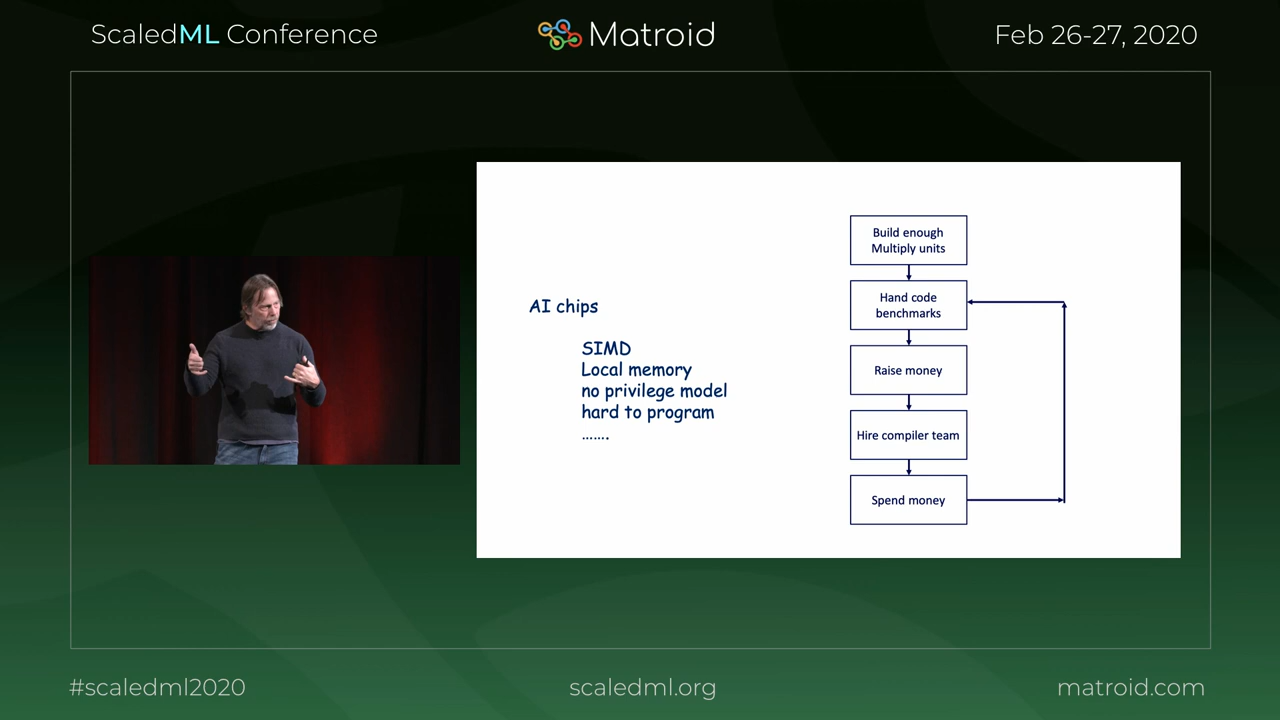 ScaledML Conference
Matroid
Feb 26-27, 2020
AI chips
SIMD
Local memory
no privilege model
hard to program
.......
Build enough
Multiply units
Hand code
benchmarks
Raise money
Hire compiler team
Spend money
#scaledml2020
scaledml.org
matroid.com